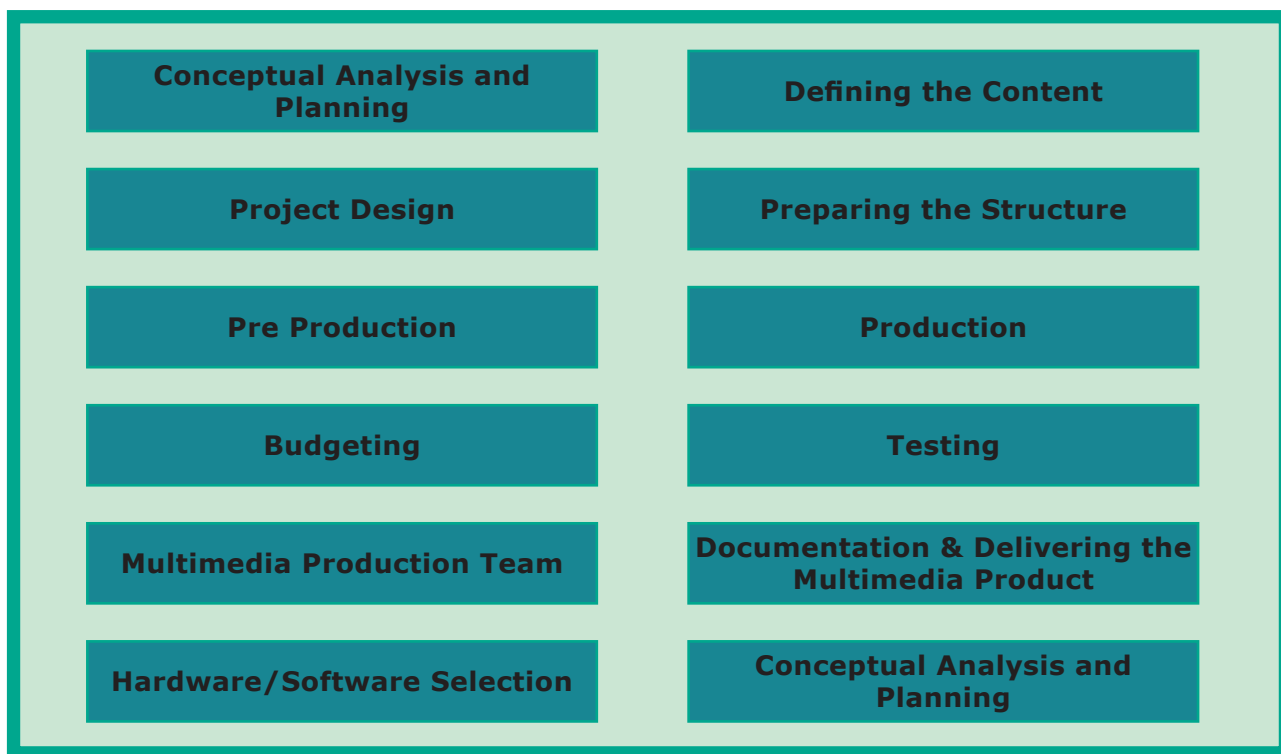 Conceptual Analysis and
Planning
Project Design
Pre Production
Budgeting
Multimedia Production Team
Hardware/Software Selection
Defining the Content
Preparing the Structure
Production
Testing
Documentation & Delivering the
Multimedia Product
Conceptual Analysis and
Planning